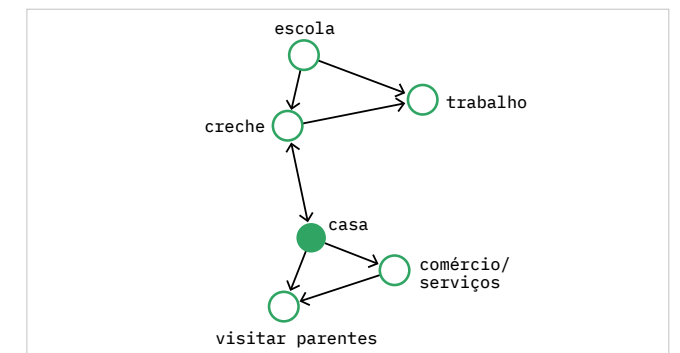 escola
trabalho
creche
casa
comércio/
serviços
visitar parentes